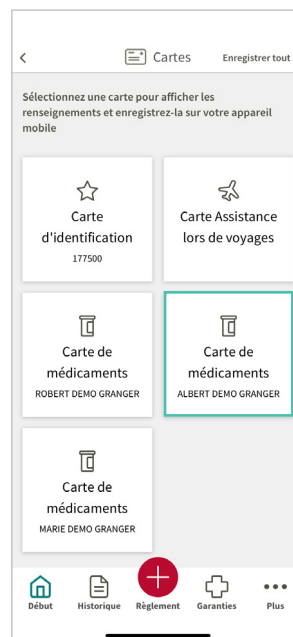 Cartes
Enregistrer tout
Sélectionnez une carte pour afficher les
renseignements et enregistrez-la sur votre appareil
mobile
Carte
d'identification
177500
Carte Assistance
lors de voyages
Carte de
médicaments
ROBERT DEMO GRANGER
Carte de
médicaments
ALBERT DEMO GRANGER
Carte de
médicaments
MARIE DEMO GRANGER
Début
Historique
Règlement
Garanties
Plus